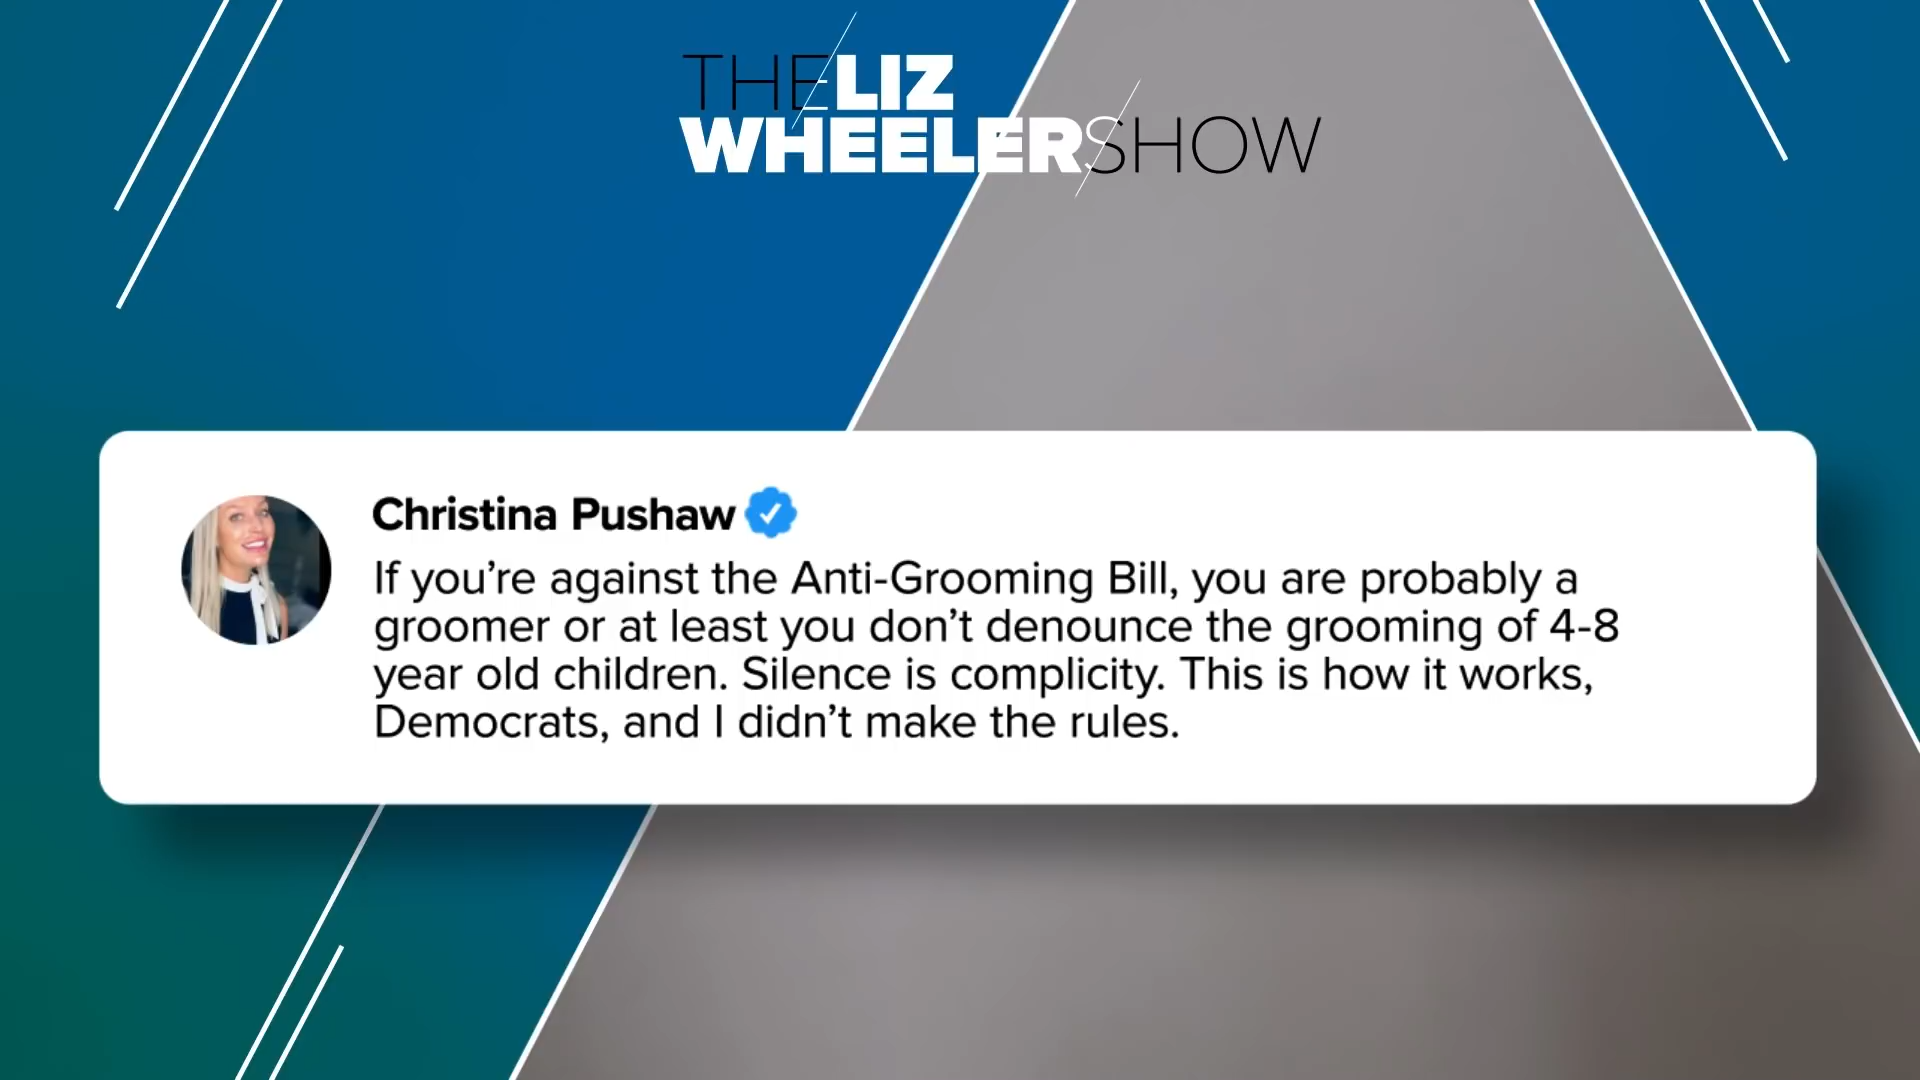 THE LIZ
WHEELER SHOW
Christina Pushaw
If you’re against the Anti-Grooming Bill, you are probably a
groomer or at least you don’t denounce the grooming of 4-8
year old children. Silence is complicity. This is how it works,
Democrats, and I didn’t make the rules.